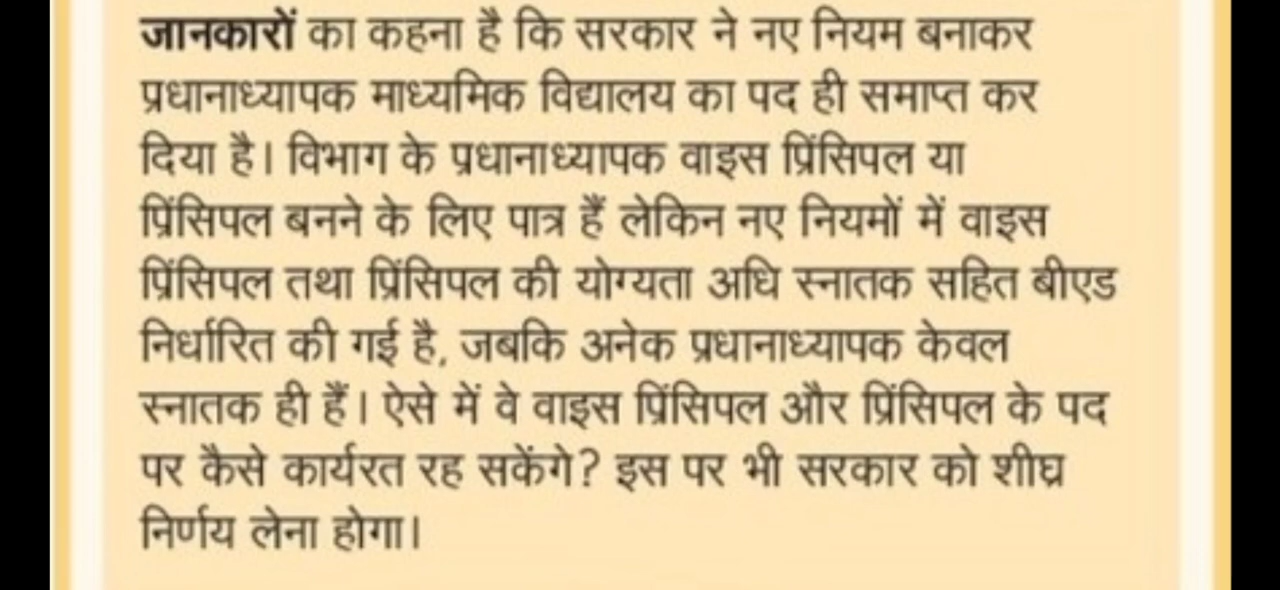 जानकारों का कहना है कि सरकार ने नए नियम बनाकर
प्रधानाध्यापक माध्यमिक विद्यालय का पद ही समाप्त कर
दिया है। विभाग के प्रधानाध्यापक वाइस प्रिंसिपल या
प्रिंसिपल बनने के लिए पात्र हैं लेकिन नए नियमों में वाइस
प्रिंसिपल तथा प्रिंसिपल की योग्यता अधि स्नातक सहित बीएड
निर्धारित की गई है, जबकि अनेक प्रधानाध्यापक केवल
स्नातक ही हैं। ऐसे में वे वाइस प्रिंसिपल और प्रिंसिपल के पद
पर कैसे कार्यरत रह सकेंगे? इस पर भी सरकार को शीघ्र
निर्णय लेना होगा।